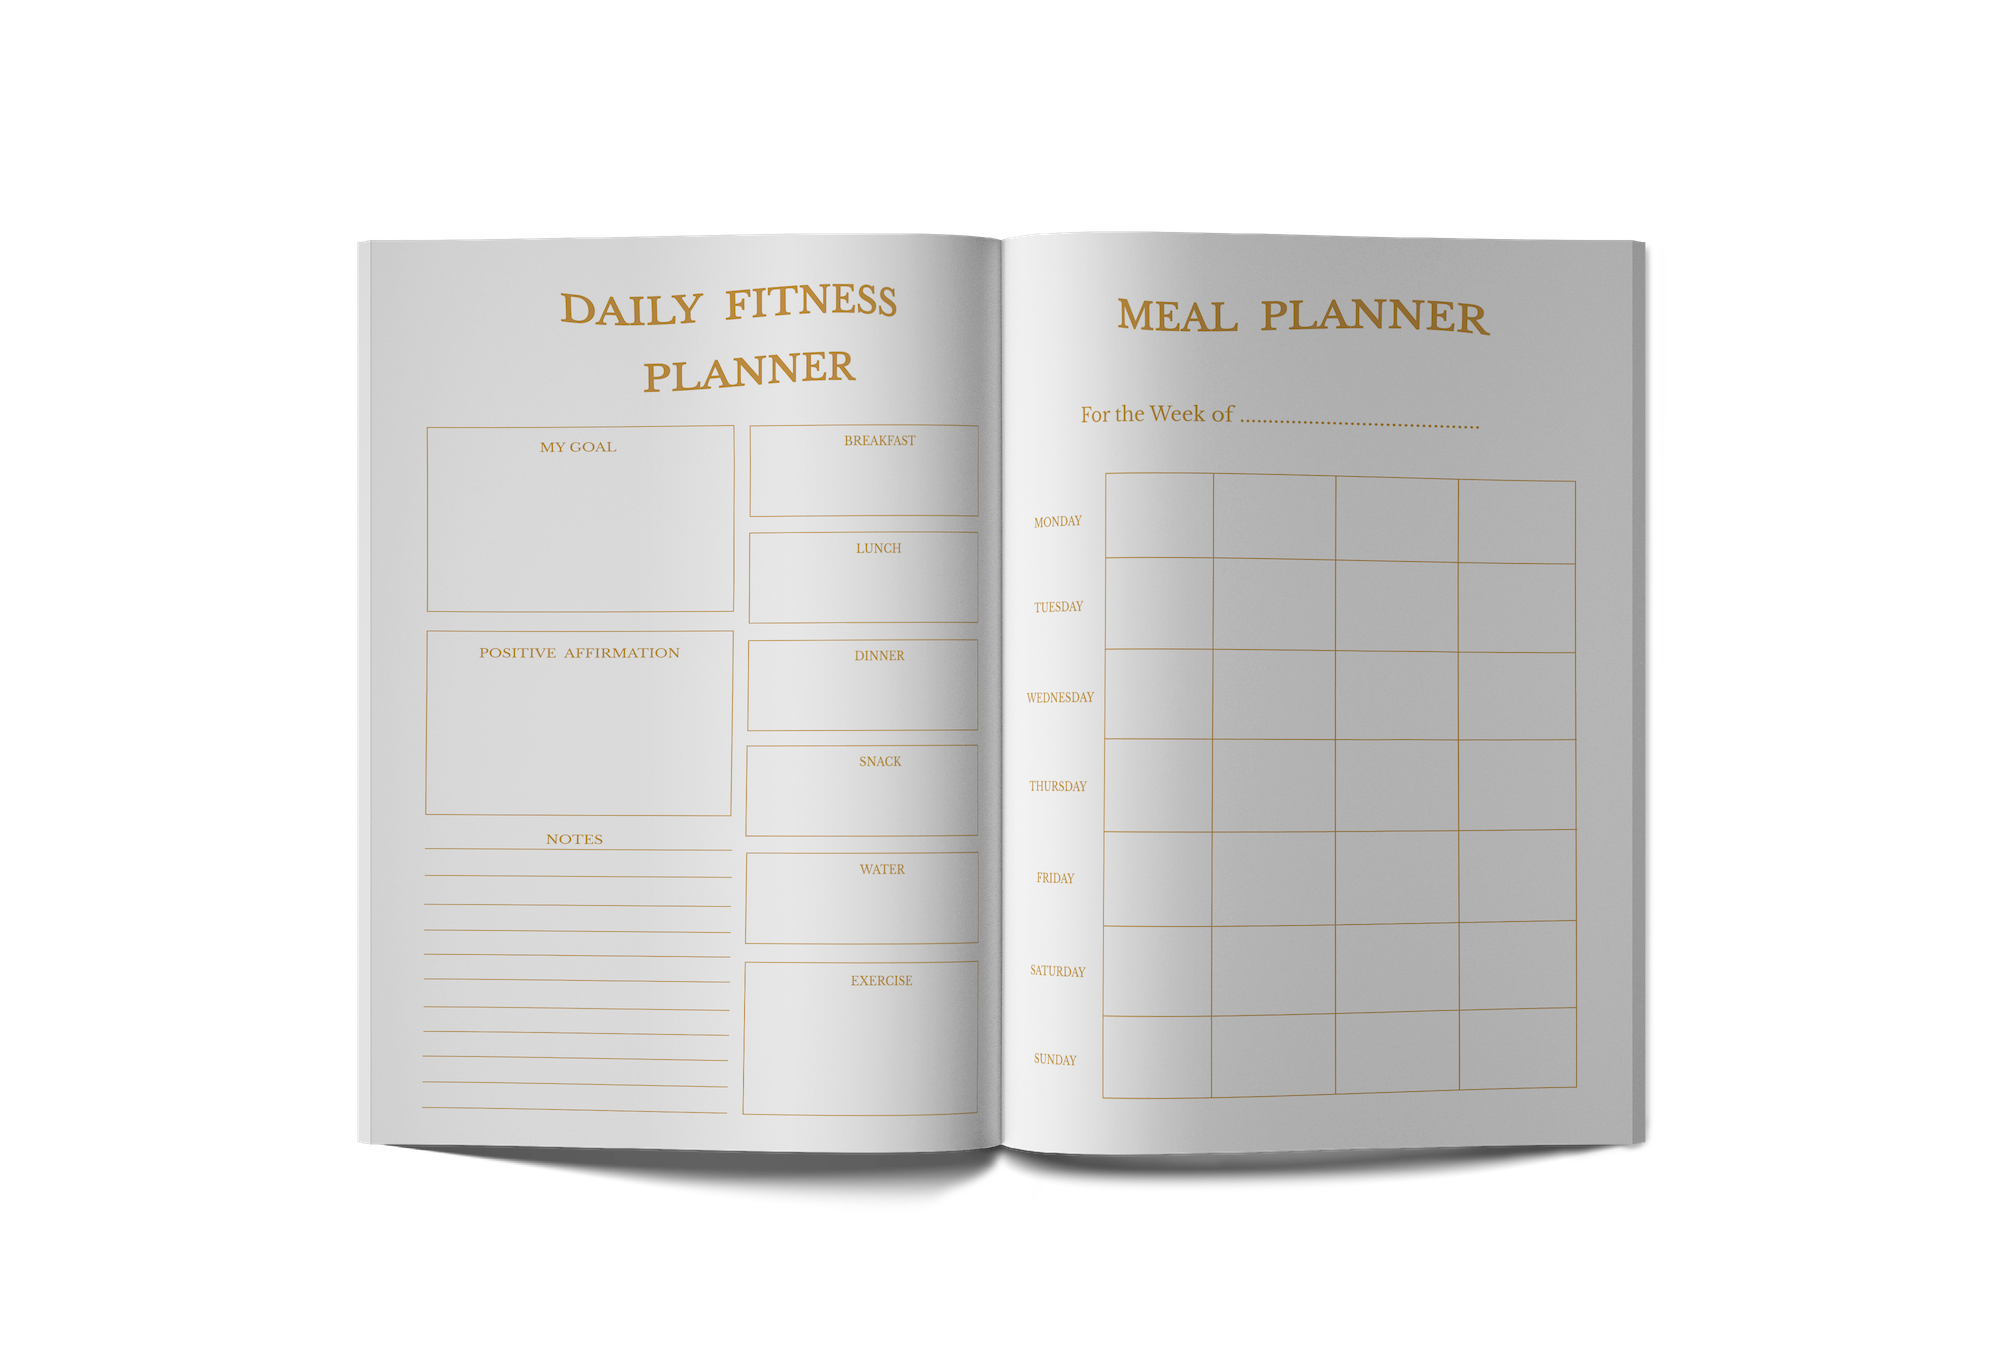 DAILY FITNESS
PLANNER
MY GOAL
POSITIVE AFFIRMATION
NOTES
BREAKFAST
LUNCH
DINNER
SNACK
WATER
EXERCISE
MEAL PLANNER
For the Week of .......................................
MONDAY
TUESDAY
WEDNESDAY
THURSDAY
FRIDAY
SATURDAY
SUNDAY